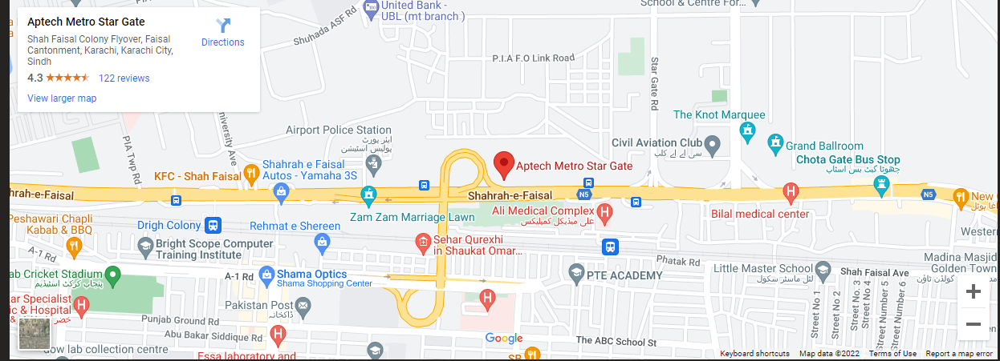 Aptech Metro Star Gate
Shah Faisal Colony Flyover, Faisal
Cantonment, Karachi, Karachi City,
Sindh
4.3
122 reviews
View larger map
Directions
United Bank -
UBL (mt branch )
School & Centre For...
Shuhada ASF Rd
P.I.A F.O Link Road
Star Gate Rd
The Knot Marquee
Airport Police Station
ایئر پورٹ
پولیس اسٹیشن
PIA Twp Rd
niversity Ave
Civil Aviation Club
سی اے اے کلب
Grand Ballroom
Chota Gate Bus Stop
چھوٹا گیٹ بس اسٹاپ
KFC - Shah Faisal
Shahrah e Faisal
Autos - Yamaha 3S
Aptech Metro Star Gate
hrah-e-Faisal
Shahrah-e-Faisal
N5
N5
New
Zam Zam Marriage Lawn
Ali Medical Complex
علی میڈیکل کمپلیکس
Bilal medical center
Peshawari Chapli
Kabab & BBQ
Drigh Colony
Rehmat e Shereen
Western
Bright Scope Computer
Training Institute
Sehar Qurexhi
in Shaukat Omar...
A-1 Rd
Phatak Rd
Madina Masjid
Golden Town
گولڈن ٹاؤن
ab Cricket Stadium
پنجاب کرکٹ اسٹیڈیم
A-1 Rd
Shama Optics
Shama Shopping Center
PTE ACADEMY
Little Master School
لٹل ماسٹر سکول
Shah Faisal Ave
ar Specialist
ic & Hospital
خضر
Pakistan Post
ڈاکخانہ
Punjab Ground Rd
Abu Bakar Siddique Rd
Street No 1
Street No 2
Street No 3
Street No 4
Street Number 5
Street Number 6
Google
The ABC School St
dow lab collection centre
Essa laboratory and
SB
Keyboard shortcuts
Map data ©2022
Terms of Use
Report a map error